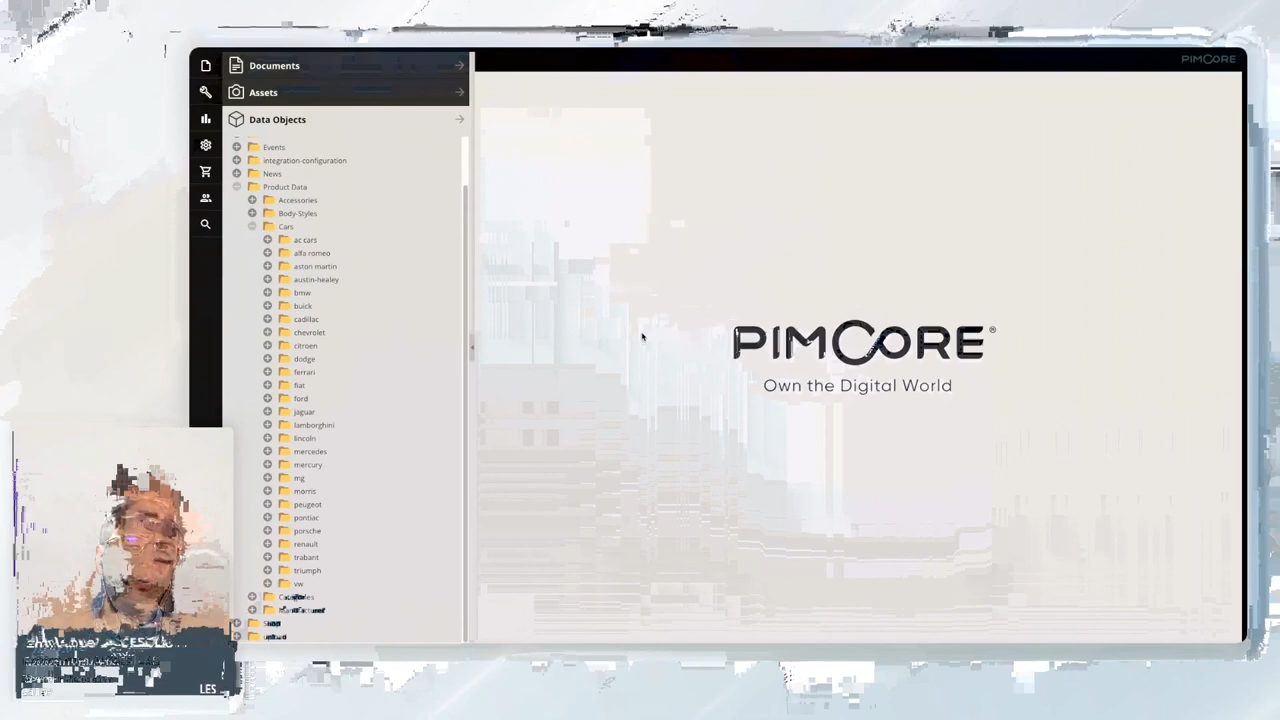 PIMCORE
Documents
Assets
Data Objects
Events
integration-configuration
News
Product Data
Accessories
Body-Styles
Cars
ac cars
alfa romeo
aston martin
austin-healey
bmw
buick
cadillac
chevrolet
citroen
dodge
ferrari
fiat
ford
jaguar
lamborghini
lincoln
mercedes
mercury
mg
morris
peugeot
pontiac
porsche
renault
trabant
triumph
vw
PIMCORE®
Own the Digital World
LES